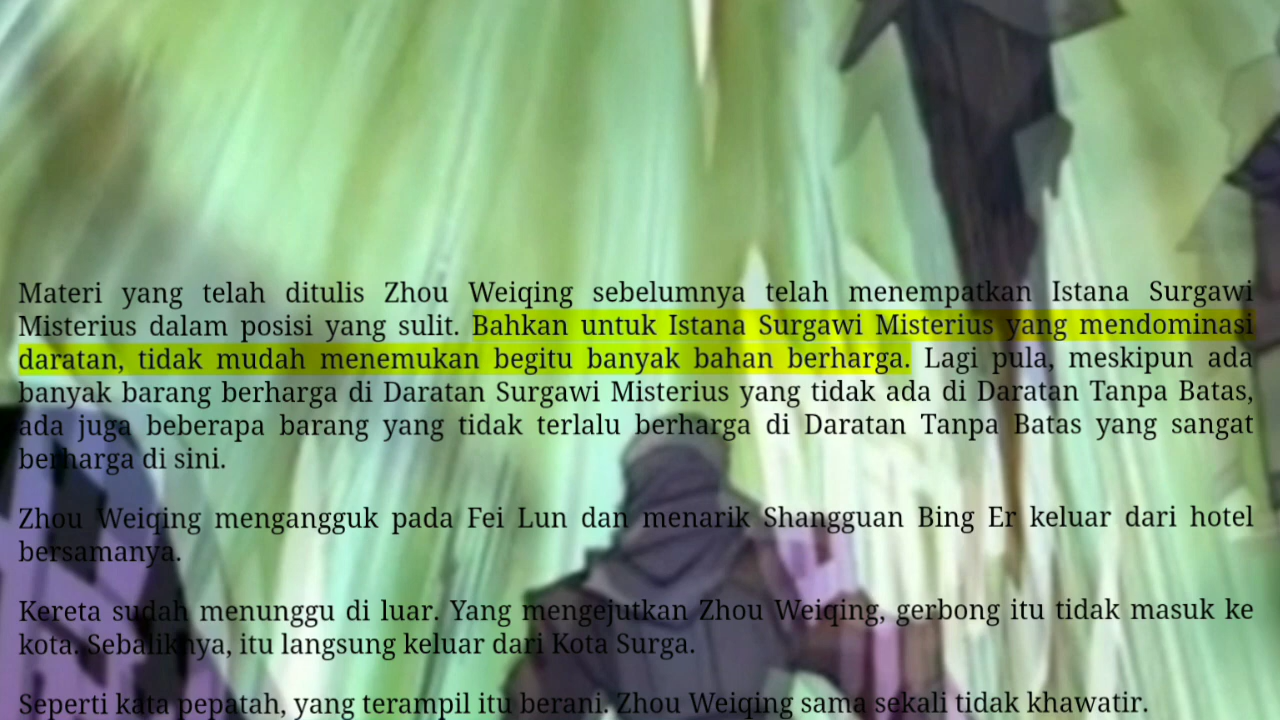 Materi yang telah ditulis Zhou Weiqing sebelumnya telah menempatkan Istana Surgawi
Misterius dalam posisi yang sulit. Bahkan untuk Istana Surgawi Misterius yang mendominasi
daratan, tidak mudah menemukan begitu banyak bahan berharga. Lagi pula, meskipun ada
banyak barang berharga di Daratan Surgawi Misterius yang tidak ada di Daratan Tanpa Batas,
ada juga beberapa barang yang tidak terlalu berharga di Daratan Tanpa Batas yang sangat
berharga di sini.
Zhou Weiqing mengangguk pada Fei Lun dan menarik Shangguan Bing Er keluar dari hotel
bersamanya.
Kereta sudah menunggu di luar. Yang mengejutkan Zhou Weiqing, gerbong itu tidak masuk ke
kota. Sebaliknya, itu langsung keluar dari Kota Surga.
Seperti kata pepatah, yang terampil itu berani. Zhou Weiqing sama sekali tidak khawatir.